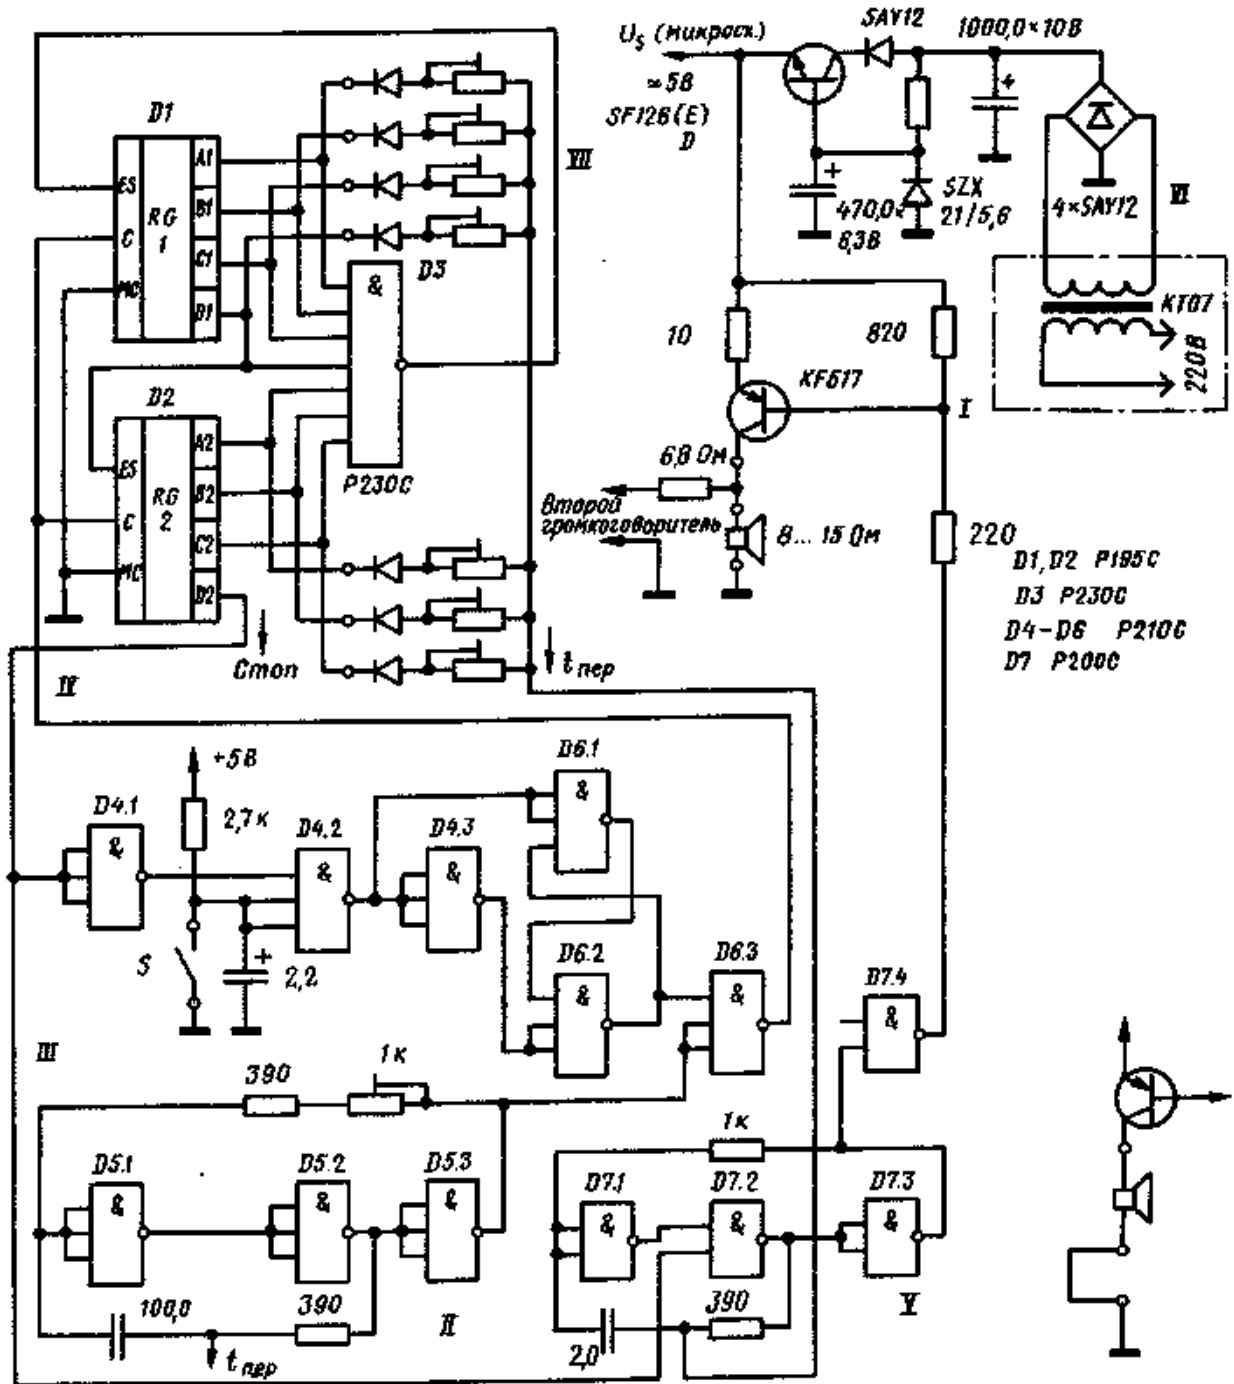 U_S (микросх.)
≈5В
SF126(E)
D
SAY12
1000,0×10В
+
+
470,0×
6,3В
SZX
21/5,6
4×SAY12
VI
КТ07
220В
D1
ES
C
MC
RG
1
A1
B1
C1
D1
VII
D3
&
P230C
D2
ES
C
MC
RG
2
A2
B2
C2
D2
Стоп
IV
t пер
10
820
KF517
I
6,8 Ом
Второй
громкоговоритель
8...15 Ом
220
D1, D2 P195C
D3 P230C
D4-D6 P210C
D7 P200C
+5В
2,7к
D4.1
&
D4.2
&
D4.3
&
D6.1
&
S
+
2,2
D6.2
&
D6.3
&
D7.4
&
III
390
1к
1к
D5.1
&
D5.2
&
D5.3
&
D7.1
&
D7.2
&
D7.3
&
100,0
390
II
2,0
390
V
t пер